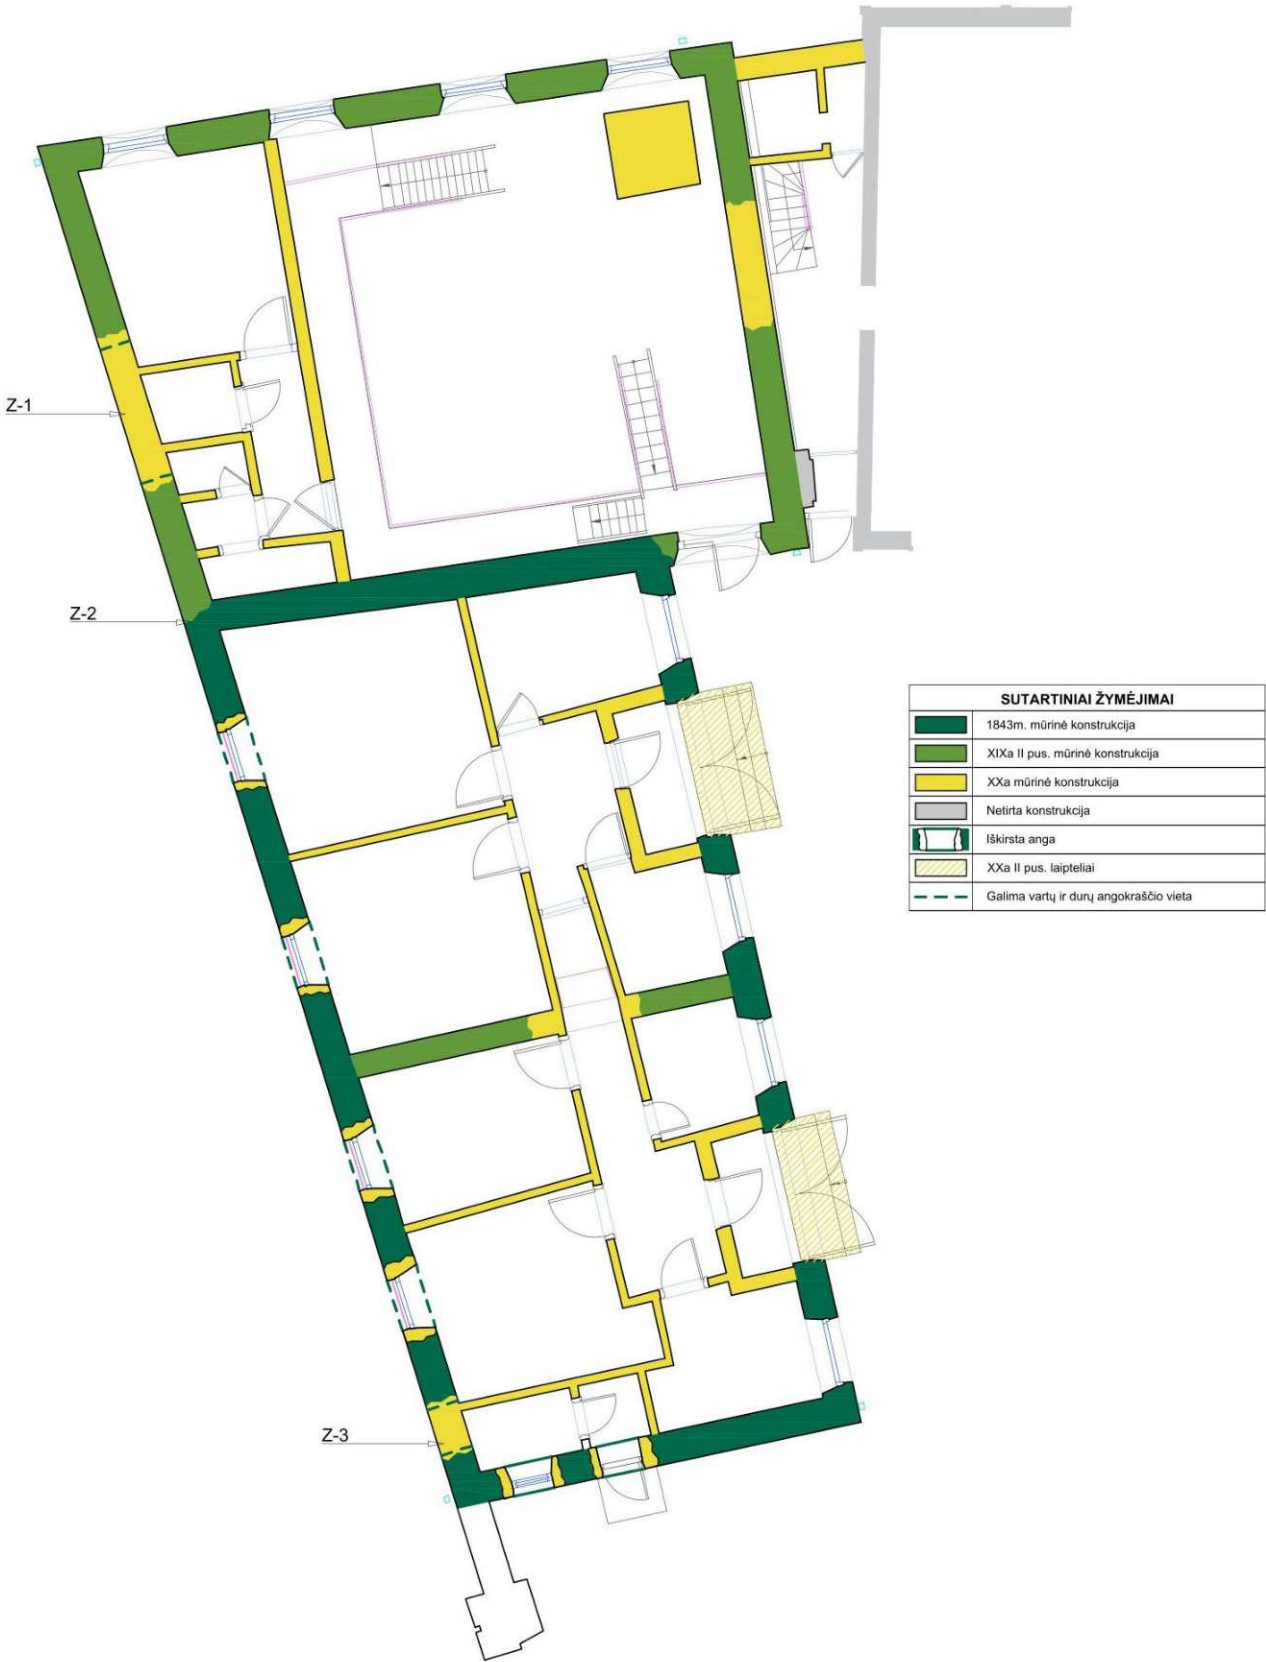 Z-1
Z-2
SUTARTINIAI ŽYMĖJIMAI
1843m. mūrinė konstrukcija
XIXa II pus. mūrinė konstrukcija
XXa mūrinė konstrukcija
Netirta konstrukcija
Iškirsta anga
XXa II pus. laipteliai
Galima vartų ir durų angokraščio vieta
Z-3